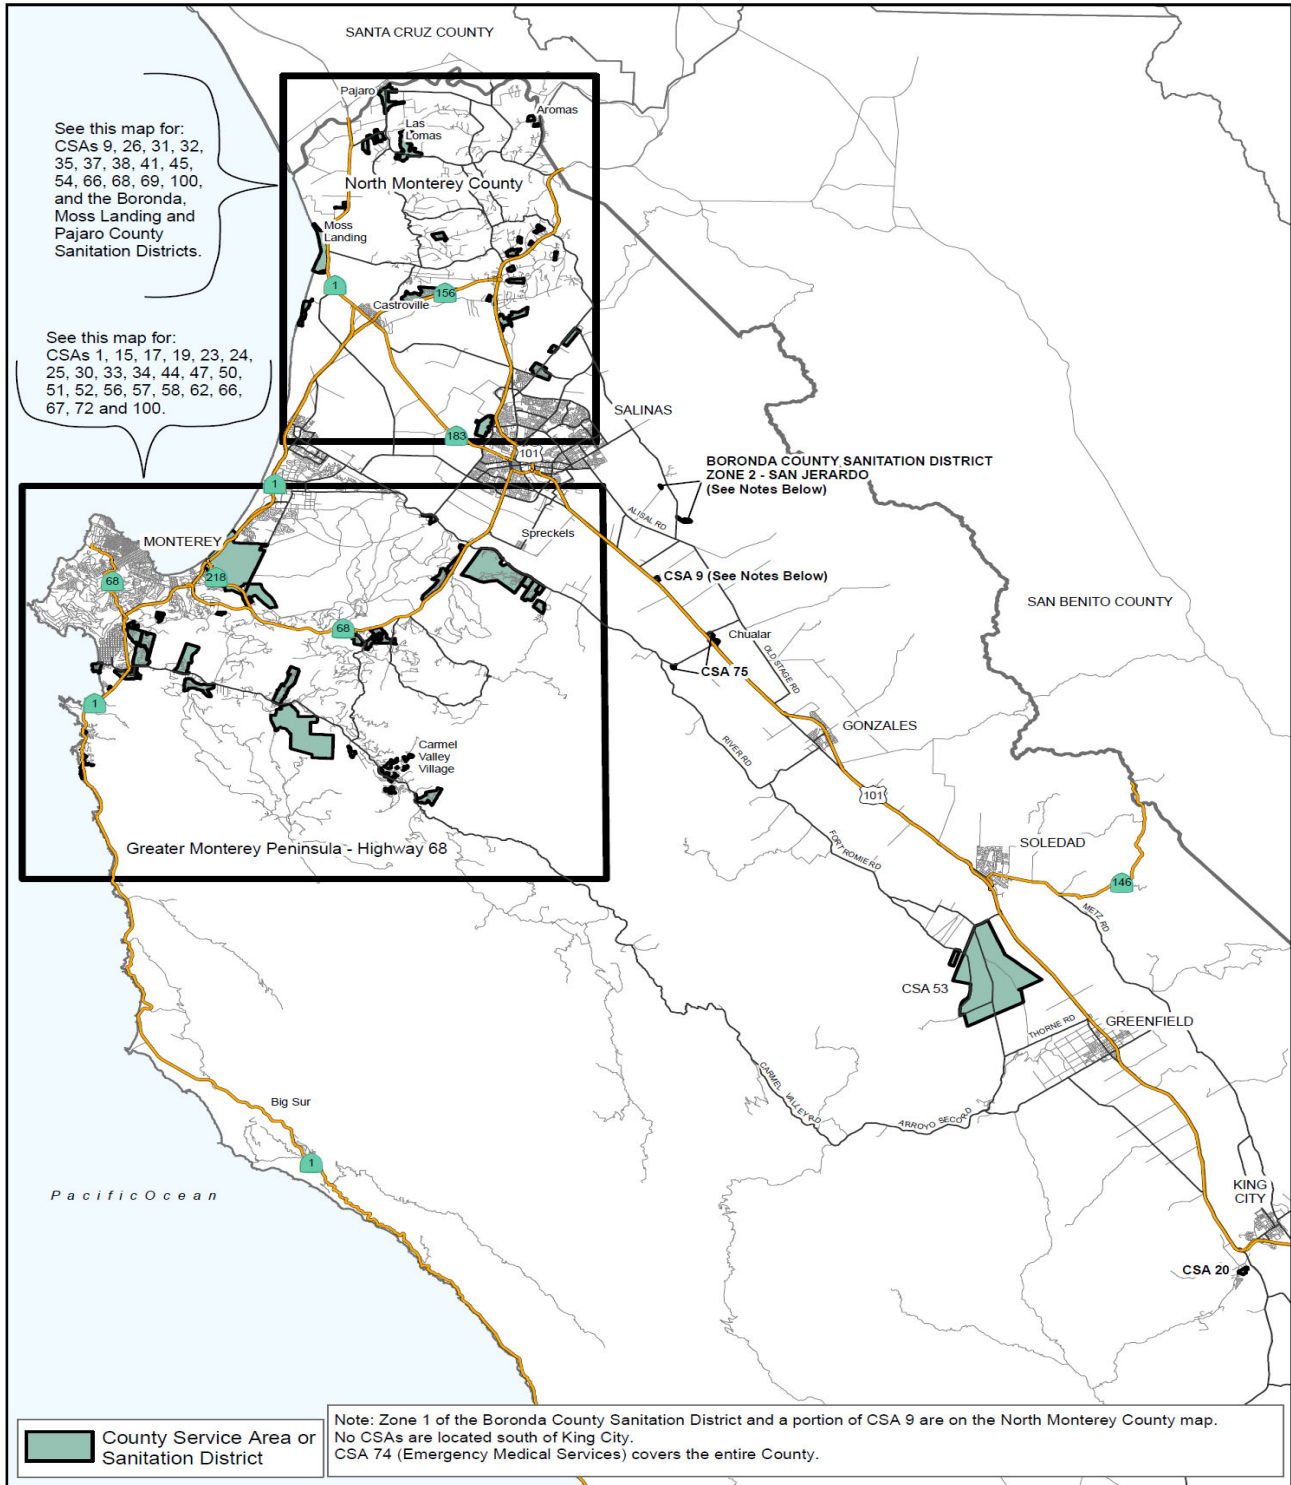 SANTA CRUZ COUNTY
See this map for:
CSAs 9, 26, 31, 32,
35, 37, 38, 41, 45,
54, 66, 68, 69, 100,
and the Boronda,
Moss Landing and
Pajaro County
Sanitation Districts.
Pajaro
Las
Lomas
Aromas
North Monterey County
Moss
Landing
1
156
Castroville
See this map for:
CSAs 1, 15, 17, 19, 23, 24,
25, 30, 33, 34, 44, 47, 50,
51, 52, 56, 57, 58, 62, 66,
67, 72 and 100.
183
SALINAS
101
BORONDA COUNTY SANITATION DISTRICT
ZONE 2 - SAN JERARDO
(See Notes Below)
1
ALISAL RD
Spreckels
MONTEREY
68
218
CSA 9 (See Notes Below)
SAN BENITO COUNTY
68
Chualar
OLD STAGE RD
CSA 75
1
GONZALES
RIVER RD
Carmel
Valley
Village
101
Greater Monterey Peninsula - Highway 68
FORT ROMIE RD
SOLEDAD
146
METZ RD
CSA 53
THORNE RD
GREENFIELD
CARMEL VALLEY RD
ARROYO SECO RD
Big Sur
1
Pacific Ocean
KING
CITY
CSA 20
County Service Area or
Sanitation District
Note: Zone 1 of the Boronda County Sanitation District and a portion of CSA 9 are on the North Monterey County map.
No CSAs are located south of King City.
CSA 74 (Emergency Medical Services) covers the entire County.